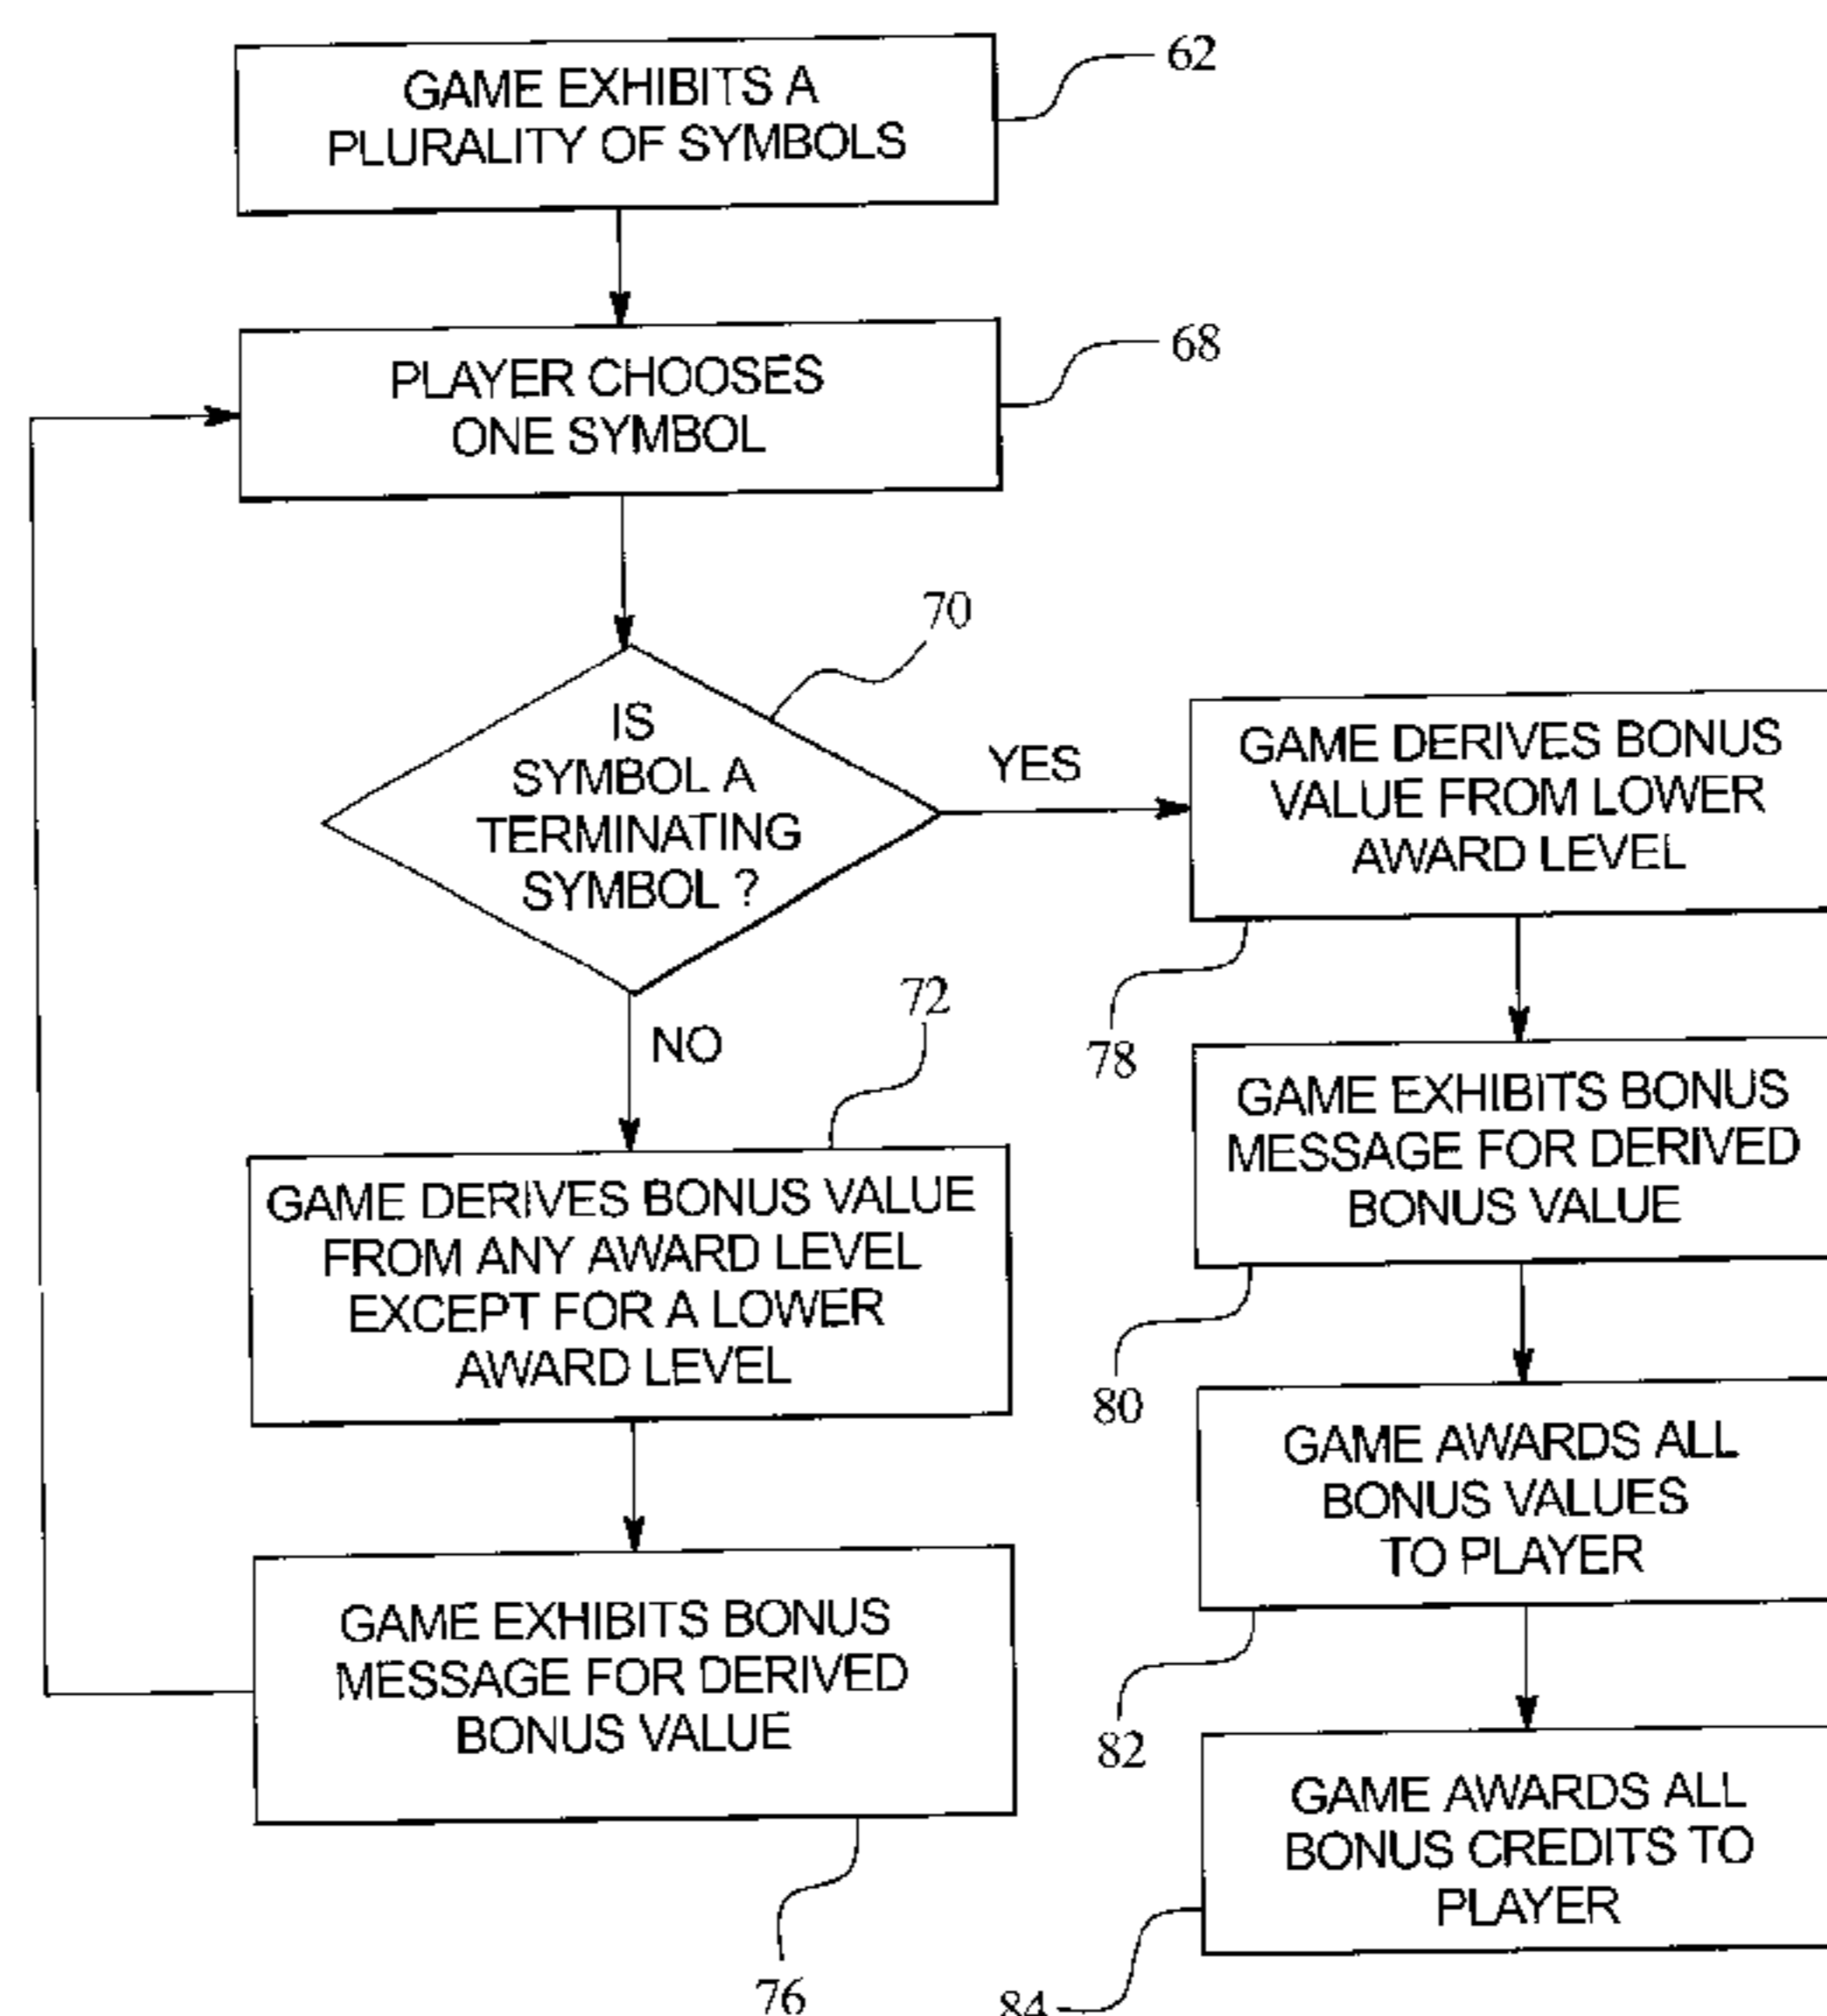 GAME EXHIBITS A
PLURALITY OF SYMBOLS
62
PLAYER CHOOSES
ONE SYMBOL
68
IS
SYMBOL A
TERMINATING
SYMBOL ?
70
YES
NO
GAME DERIVES BONUS VALUE
FROM ANY AWARD LEVEL
EXCEPT FOR A LOWER
AWARD LEVEL
72
GAME EXHIBITS BONUS
MESSAGE FOR DERIVED
BONUS VALUE
76
GAME DERIVES BONUS
VALUE FROM LOWER
AWARD LEVEL
78
GAME EXHIBITS BONUS
MESSAGE FOR DERIVED
BONUS VALUE
80
GAME AWARDS ALL
BONUS VALUES
TO PLAYER
82
GAME AWARDS ALL
BONUS CREDITS TO
PLAYER
84